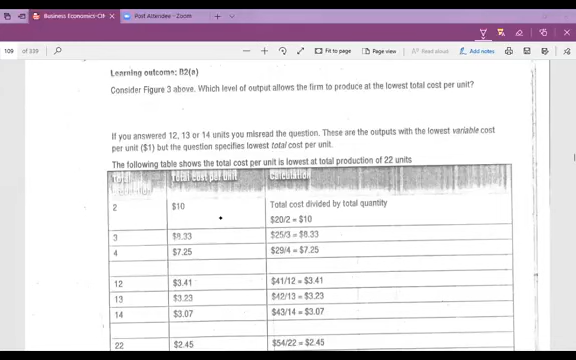 Business Economics-CIM
Post Attendee - Zoom
109 of 339
Fit to page
Page view
Read aloud
Add notes
Learning outcome: B2(a)
Consider Figure 3 above. Which level of output allows the firm to produce at the lowest total cost per unit?
If you answered 12, 13 or 14 units you misread the question. These are the outputs with the lowest variable cost
per unit ($1) but the question specifies lowest total cost per unit.
The following table shows the total cost per unit is lowest at total production of 22 units
Total production Total cost per unit Calculation
2 $10 Total cost divided by total quantity
$20/2 = $10
3 $8.33 $25/3 = $8.33
4 $7.25 $29/4 = $7.25
12 $3.41 $41/12 = $3.41
13 $3.23 $42/13 = $3.23
14 $3.07 $43/14 = $3.07
22 $2.45 $54/22 = $2.45